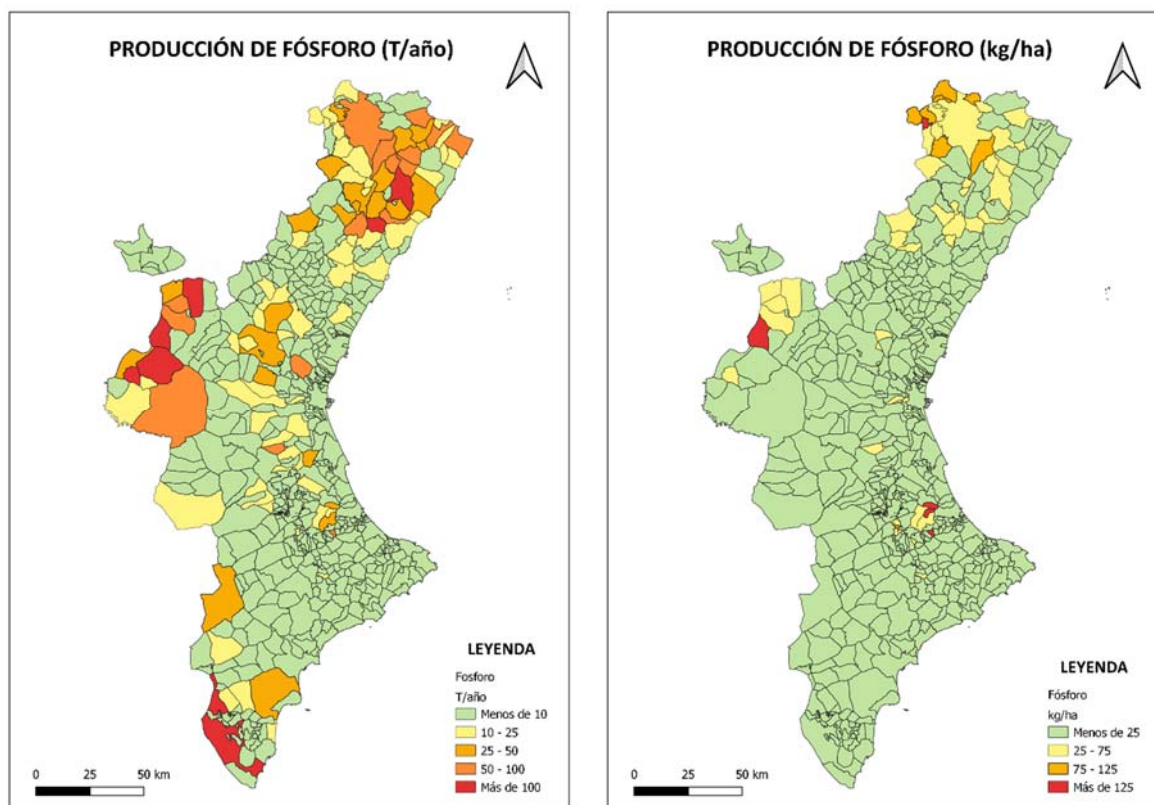 PRODUCCIÓN DE FÓSFORO (T/año)
LEYENDA
Fosforo
T/año
Menos de 10
10 - 25
25 - 50
50 - 100
Más de 100
0 25 50 km
PRODUCCIÓN DE FÓSFORO (kg/ha)
LEYENDA
Fósforo
kg/ha
Menos de 25
25 - 75
75 - 125
Más de 125
0 25 50 km